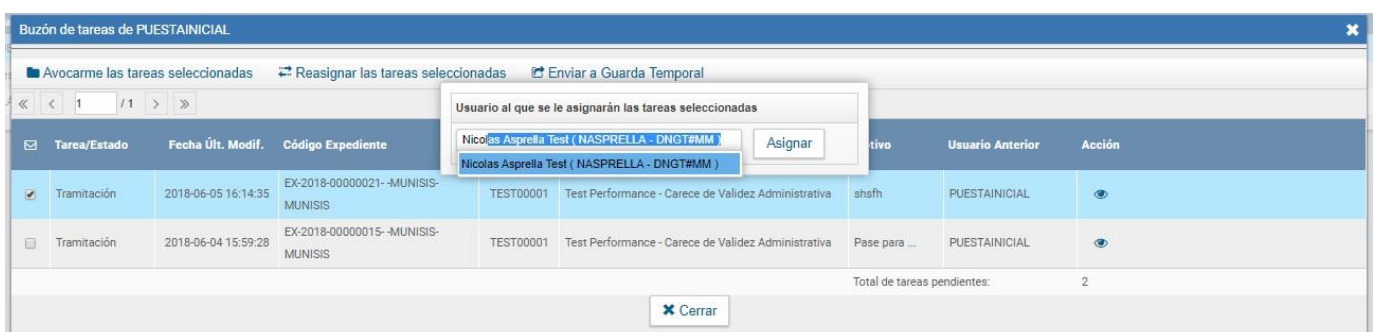 Buzón de tareas de PUESTAINICIAL
Avocarme las tareas seleccionadas Reasignar las tareas seleccionadas Enviar a Guarda Temporal
1 / 1
Usuario al que se le asignarán las tareas seleccionadas
Nicolas Asprella Test ( NASPRELLA - DNGT#MM ) Asignar
Nicolas Asprella Test ( NASPRELLA - DNGT#MM )
Tarea/Estado Fecha Últ. Modif. Código Expediente tivo Usuario Anterior Acción
Tramitación 2018-06-05 16:14:35 EX-2018-00000021- -MUNISIS-
MUNISIS TEST00001 Test Performance - Carece de Validez Administrativa shsfh PUESTAINICIAL
Tramitación 2018-06-04 15:59:28 EX-2018-00000015- -MUNISIS-
MUNISIS TEST00001 Test Performance - Carece de Validez Administrativa Pase para ... PUESTAINICIAL
Total de tareas pendientes: 2
Cerrar